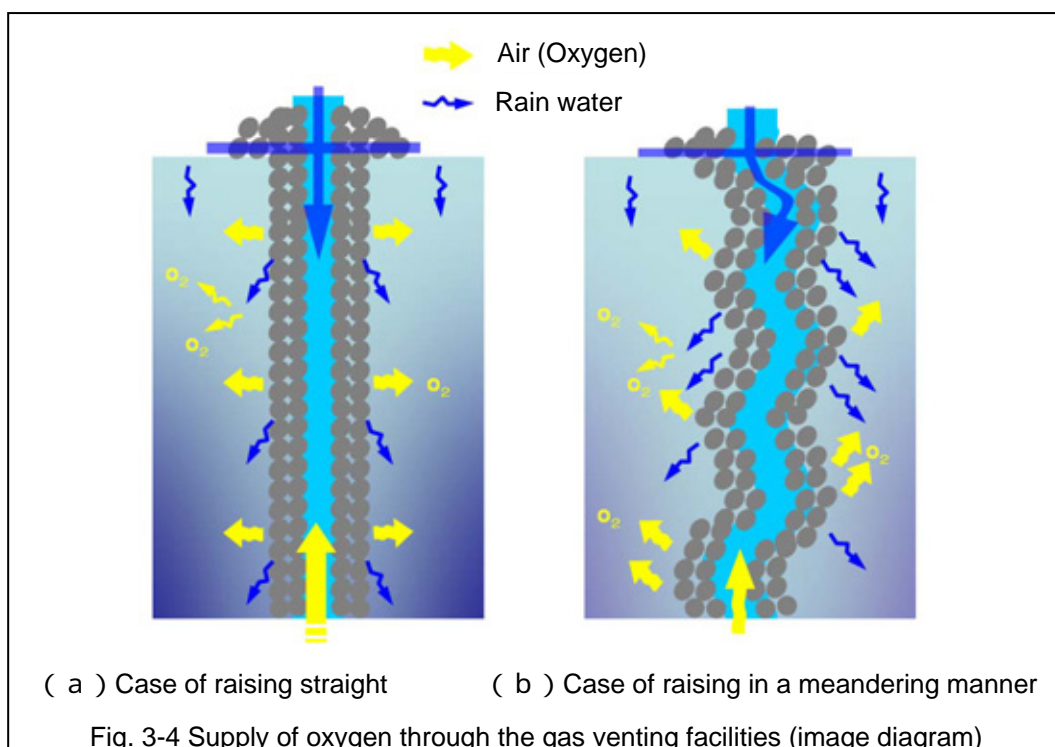 Air (Oxygen)
Rain water
O₂
O₂
O₂
O₂
O₂
O₂
O₂
( a ) Case of raising straight
( b ) Case of raising in a meandering manner
Fig. 3-4 Supply of oxygen through the gas venting facilities (image diagram)